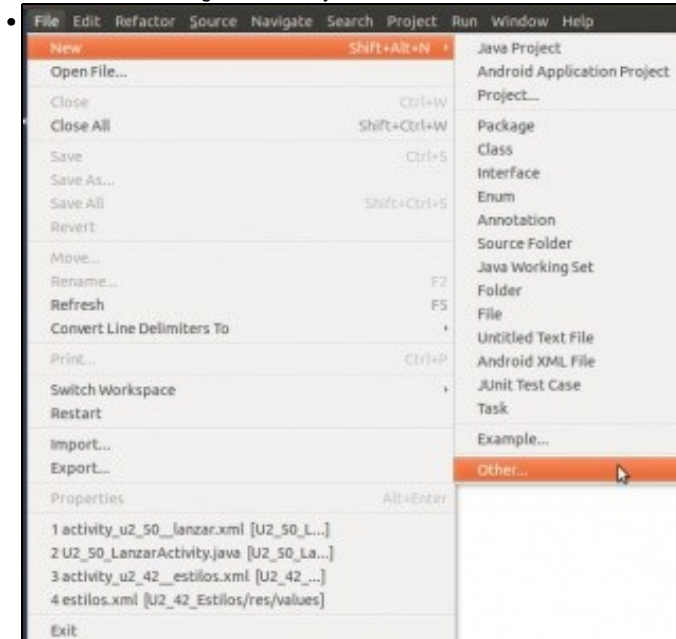 File Edit Refactor Source Navigate Search Project Run Window Help
New Shift+Alt+N
Open File...
Close Ctrl+W
Close All Shift+Ctrl+W
Save Ctrl+S
Save As...
Save All Shift+Ctrl+S
Revert
Move...
Rename... F2
Refresh F5
Convert Line Delimiters To
Print... Ctrl+P
Switch Workspace
Restart
Import...
Export...
Properties Alt+Enter
1 activity_u2_50__lanzar.xml [U2_50_L...]
2 U2_50_LanzarActivity.java [U2_50_La...]
3 activity_u2_42__estilos.xml [U2_42_...]
4 estilos.xml [U2_42_Estilos/res/values]
Exit
Java Project
Android Application Project
Project...
Package
Class
Interface
Enum
Annotation
Source Folder
Java Working Set
Folder
File
Untitled Text File
Android XML File
JUnit Test Case
Task
Example...
Other...